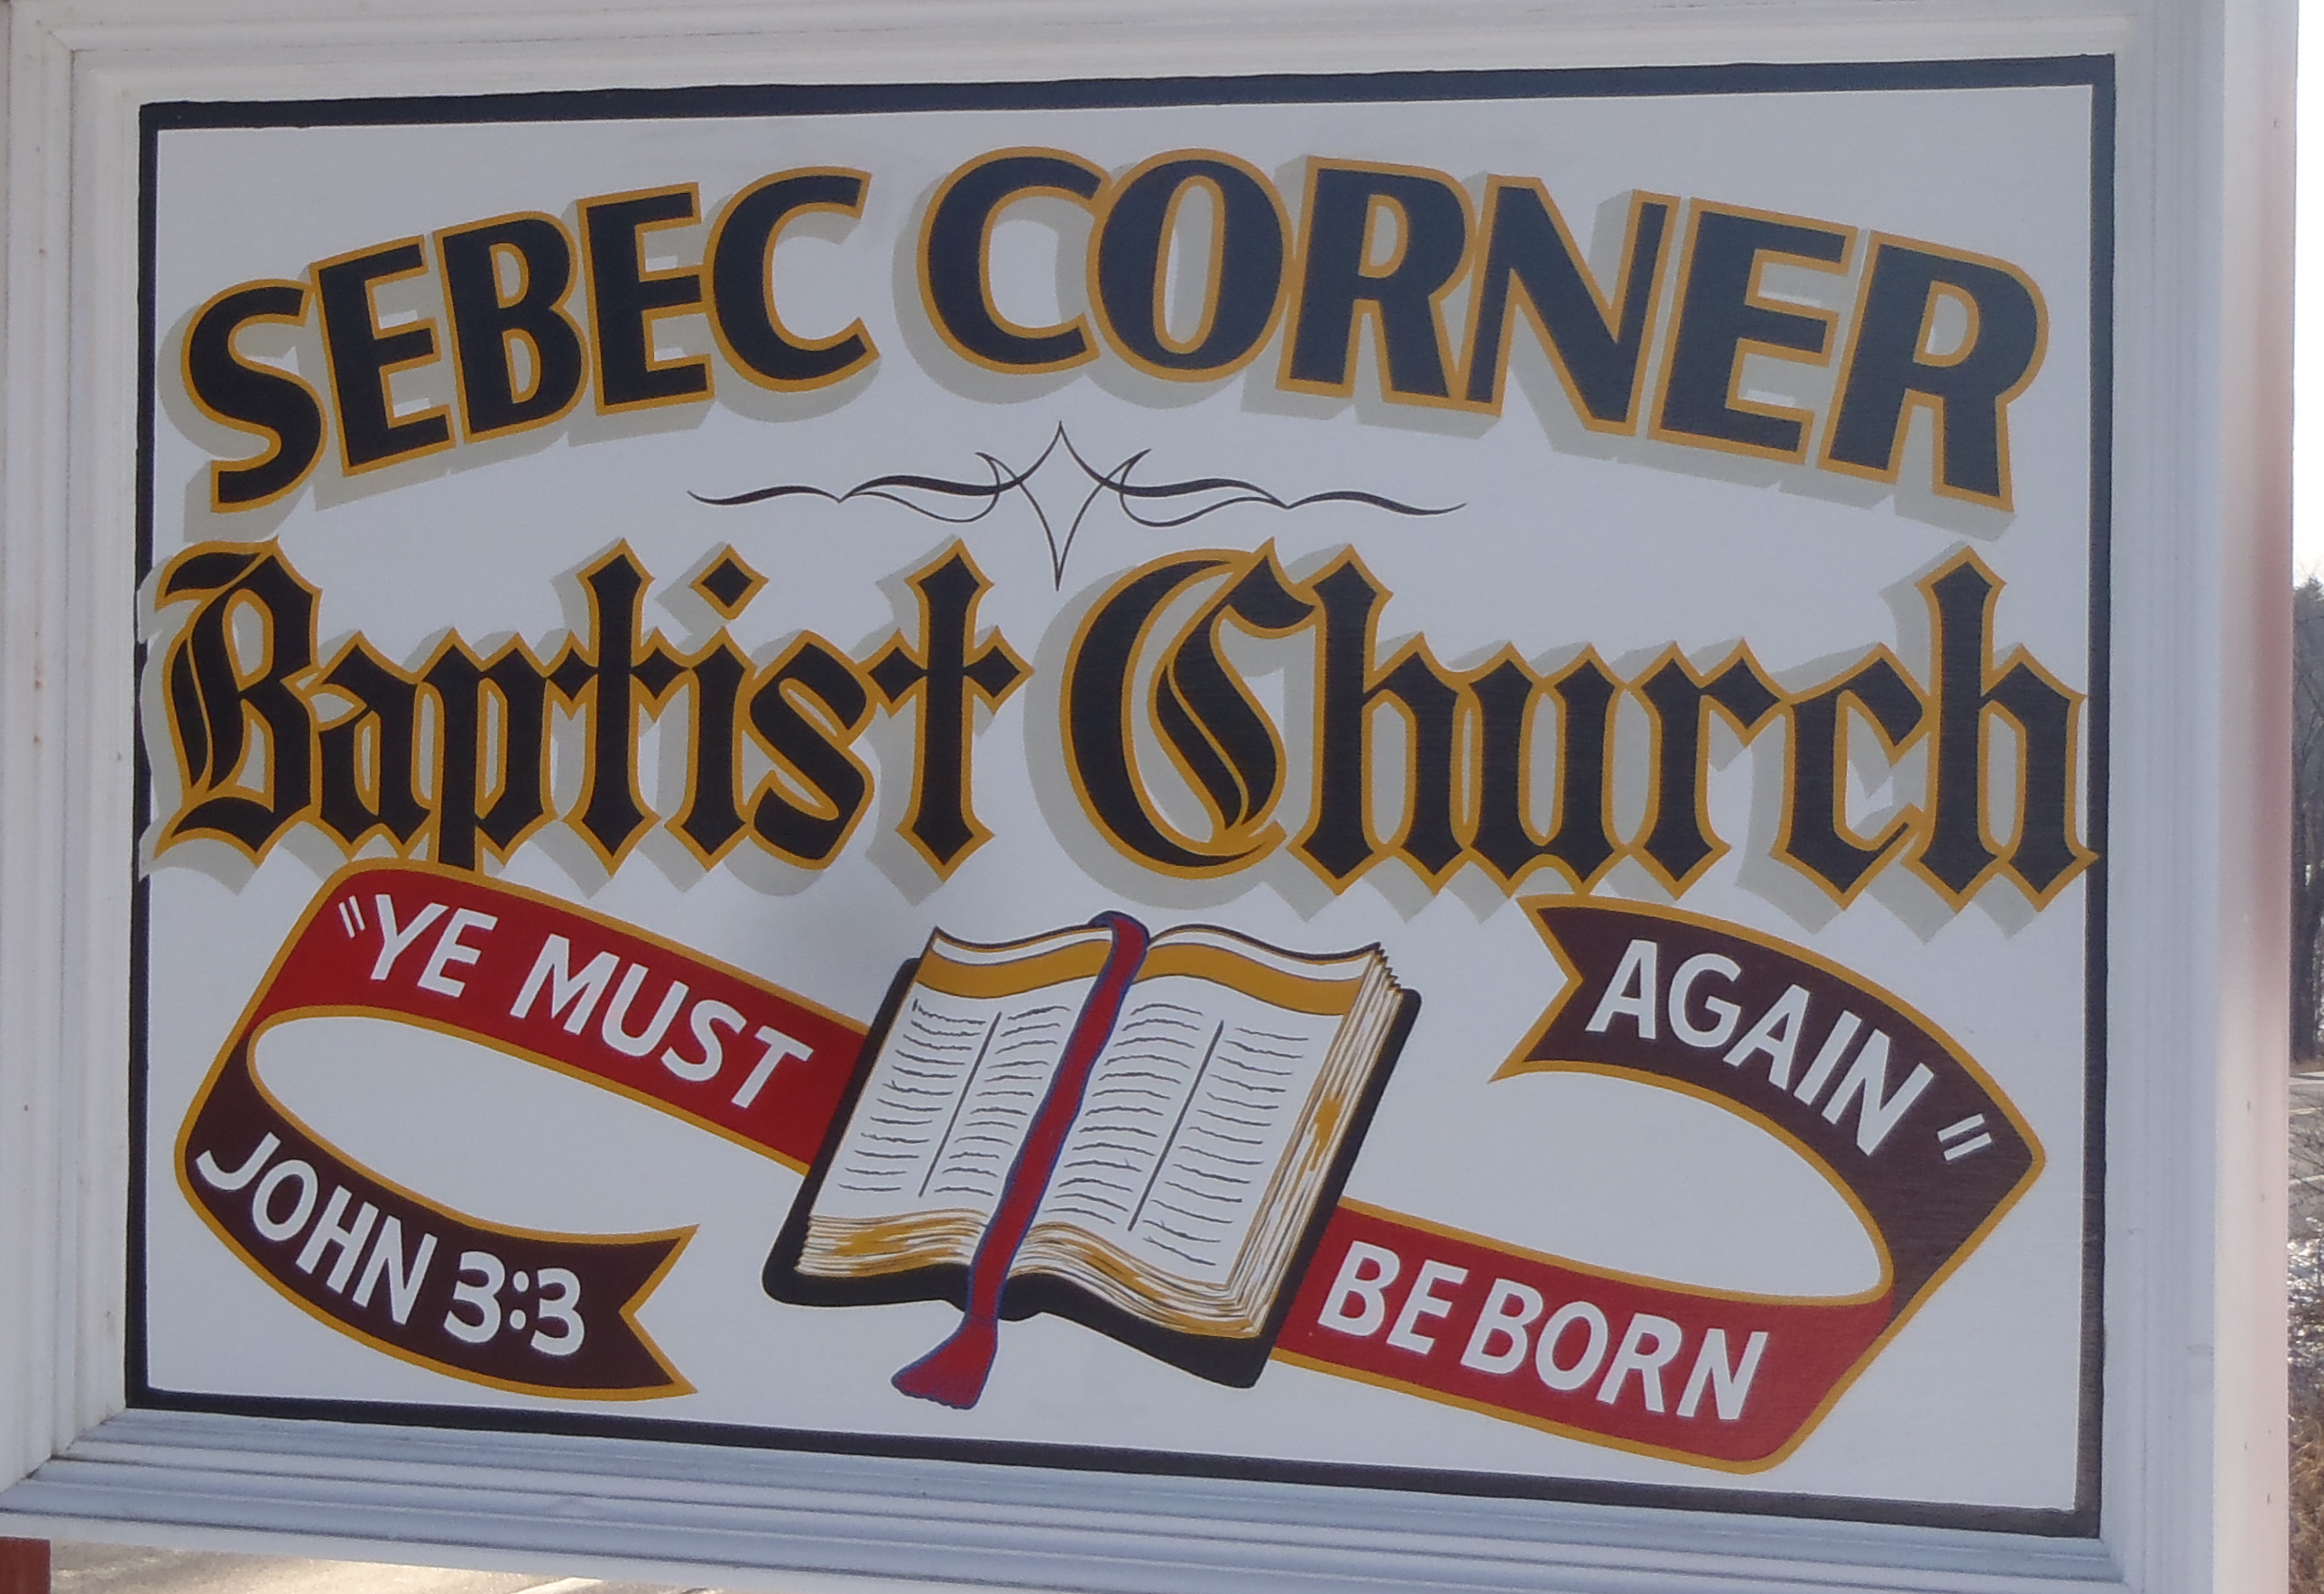 SEBEC CORNER
Baptist Church
"YE MUST
BE BORN
AGAIN"
JOHN 3:3